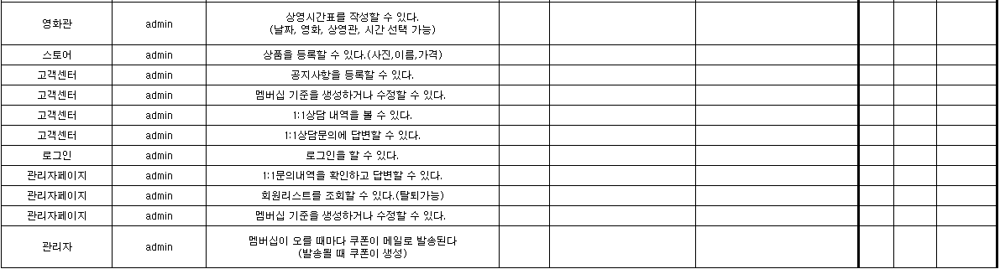 영화관 admin 상영시간표를 작성할 수 있다.
(날짜, 영화, 상영관, 시간 선택 가능)
스토어 admin 상품을 등록할 수 있다.(사진,이름,가격)
고객센터 admin 공지사항을 등록할 수 있다.
고객센터 admin 멤버십 기준을 생성하거나 수정할 수 있다.
고객센터 admin 1:1상담 내역을 볼 수 있다.
고객센터 admin 1:1상담문의에 답변할 수 있다.
로그인 admin 로그인을 할 수 있다.
관리자페이지 admin 1:1문의내역을 확인하고 답변할 수 있다.
관리자페이지 admin 회원리스트를 조회할 수 있다.(탈퇴가능)
관리자페이지 admin 멤버십 기준을 생성하거나 수정할 수 있다.
관리자 admin 멤버십이 오를 때마다 쿠폰이 메일로 발송된다
(발송될 때 쿠폰이 생성)